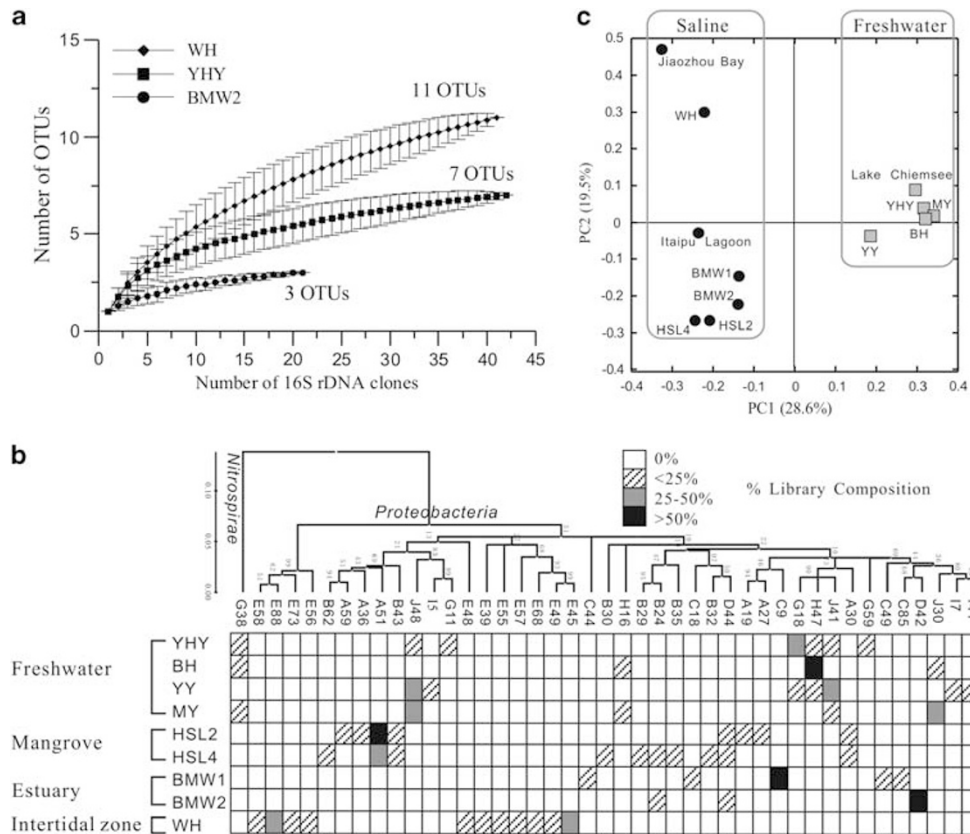 a
15
10
5
0
Number of OTUs
WH
YHY
BMW2
11 OTUs
7 OTUs
3 OTUs
0 5 10 15 20 25 30 35 40 45
Number of 16S rDNA clones
c
Saline
Freshwater
0.5
0.4
0.3
0.2
0.1
0
-0.1
-0.2
-0.3
-0.4
PC2 (19.5%)
Jiaozhou Bay
WH
Itaipu Lagoon
BMW1
BMW2
HSL4
HSL2
Lake Chiemsee
YHY
MY
BH
YY
-0.4 -0.3 -0.2 -0.1 0 0.1 0.2 0.3 0.4
PC1 (28.6%)
b
0.10
0.05
0.00
Nitrospirae
Proteobacteria
0%
<25%
25-50%
>50%
% Library Composition
G38 E58 E88 E73 E56 B62 A59 A36 A51 B43 J48 I5 G11 E48 E39 E55 E57 E68 E49 E45 C44 B30 H16 B29 B24 B35 C18 B32 D44 A19 A27 C9 G18 H47 J41 A30 G59 C49 C85 D42 J30 I7
Freshwater
YHY
BH
YY
MY
Mangrove
HSL2
HSL4
Estuary
BMW1
BMW2
Intertidal zone
WH